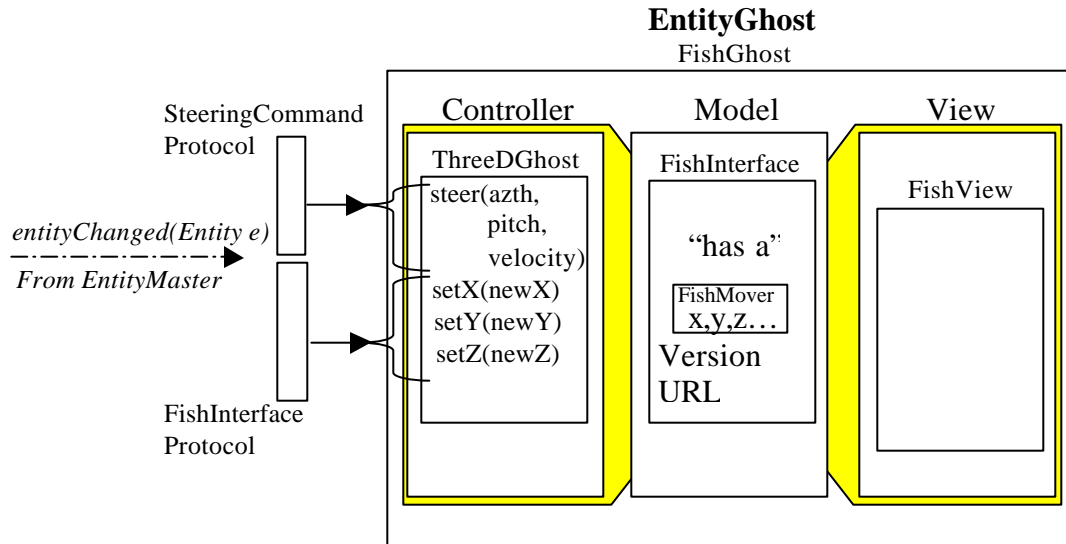 EntityGhost
FishGhost
SteeringCommand
Protocol
entityChanged(Entity e)
From EntityMaster
FishInterface
Protocol
Controller
ThreeDGhost
steer(azth,
pitch,
velocity)
setX(newX)
setY(newY)
setZ(newZ)
Model
FishInterface
“has a”
FishMover
x,y,z…
Version
URL
View
FishView